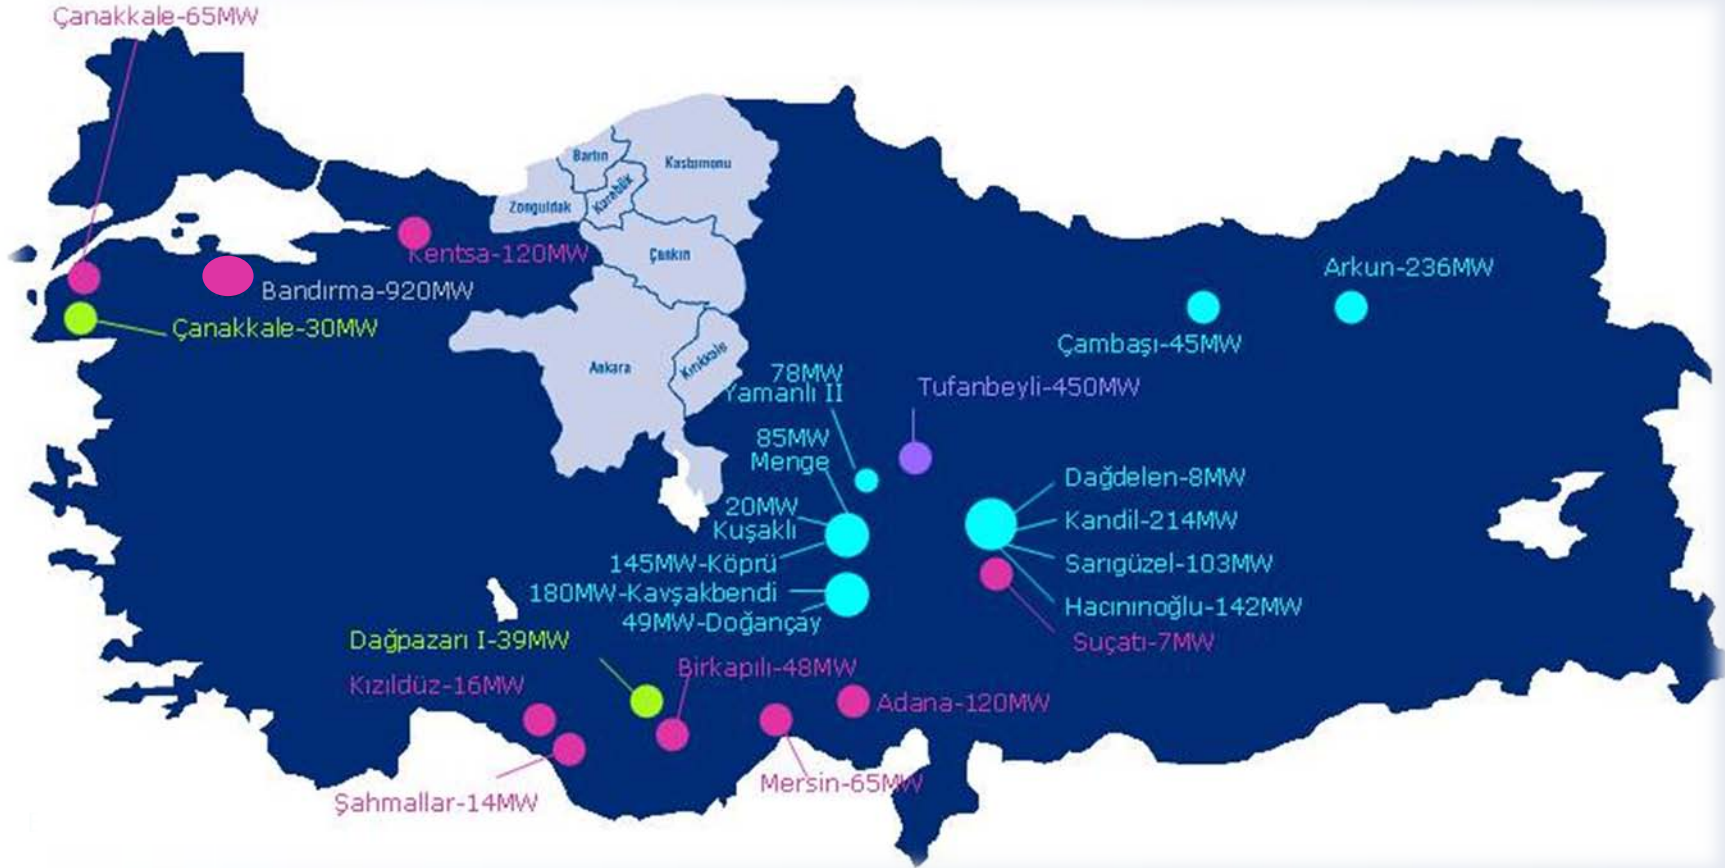 Çanakkale-65MW
Bartın
Kastamonu
Karabük
Zonguldak
Kentsa-120MW
Çankırı
Arkun-236MW
Bandırma-920MW
Çanakkale-30MW
Çambaşı-45MW
Ankara
Kırıkkale
78MW
Yamanlı II
Tufanbeyli-450MW
85MW
Menge
Dağdelen-8MW
20MW
Kuşaklı
Kandil-214MW
145MW-Köprü
Sarıgüzel-103MW
180MW-Kavşakbendi
Hacınınoğlu-142MW
49MW-Doğançay
Dağpazarı I-39MW
Suçatı-7MW
Birkapılı-48MW
Kızıldüz-16MW
Adana-120MW
Mersin-65MW
Şahmallar-14MW